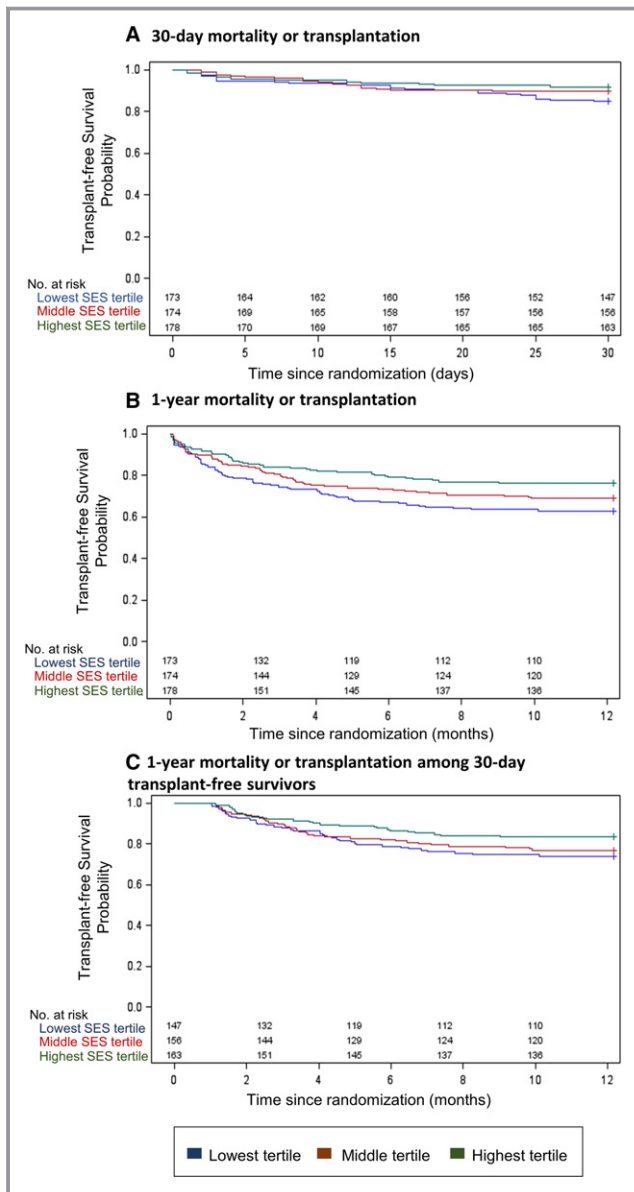 A 30-day mortality or transplantation
Transplant-free Survival
Probability
1.0
0.8
0.6
0.4
0.2
0.0
No. at risk
Lowest SES tertile 173 164 162 160 156 152 147
Middle SES tertile 174 169 165 158 157 156 156
Highest SES tertile 178 170 169 167 165 165 163
0 5 10 15 20 25 30
Time since randomization (days)
B 1-year mortality or transplantation
Transplant-free Survival
Probability
1.0
0.8
0.6
0.4
0.2
0.0
No. at risk
Lowest SES tertile 173 132 119 112 110
Middle SES tertile 174 144 129 124 120
Highest SES tertile 178 151 145 137 136
0 2 4 6 8 10 12
Time since randomization (months)
C 1-year mortality or transplantation among 30-day
transplant-free survivors
Transplant-free Survival
Probability
1.0
0.8
0.6
0.4
0.2
0.0
No. at risk
Lowest SES tertile 147 132 119 112 110
Middle SES tertile 156 144 129 124 120
Highest SES tertile 163 151 145 137 136
0 2 4 6 8 10 12
Time since randomization (months)
Lowest tertile Middle tertile Highest tertile